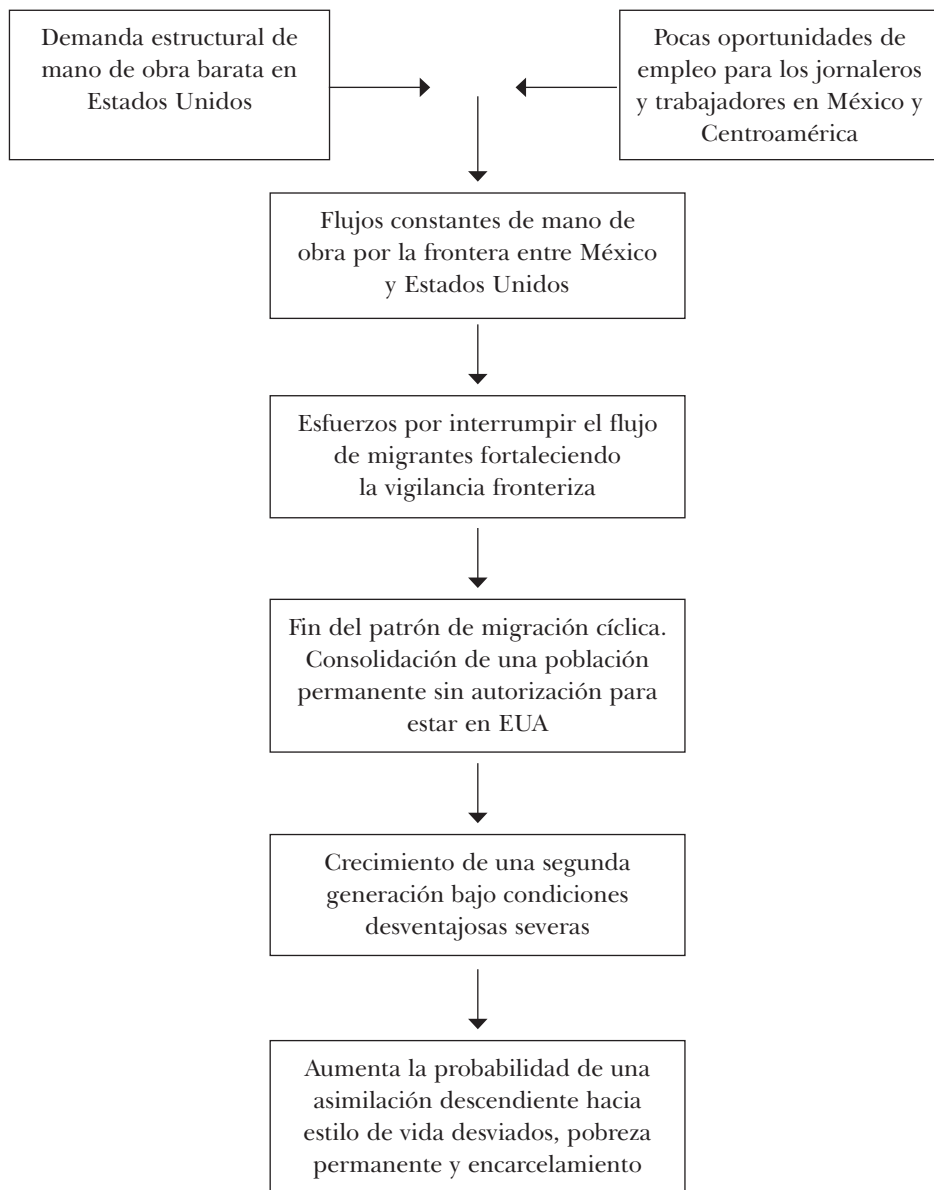 Demanda estructural de
mano de obra barata en
Estados Unidos
Pocas oportunidades de
empleo para los jornaleros
y trabajadores en México y
Centroamérica
Flujos constantes de mano de
obra por la frontera entre México
y Estados Unidos
Esfuerzos por interrumpir el flujo
de migrantes fortaleciendo
la vigilancia fronteriza
Fin del patrón de migración cíclica.
Consolidación de una población
permanente sin autorización para
estar en EUA
Crecimiento de una segunda
generación bajo condiciones
desventajosas severas
Aumenta la probabilidad de una
asimilación descendiente hacia
estilo de vida desviados, pobreza
permanente y encarcelamiento